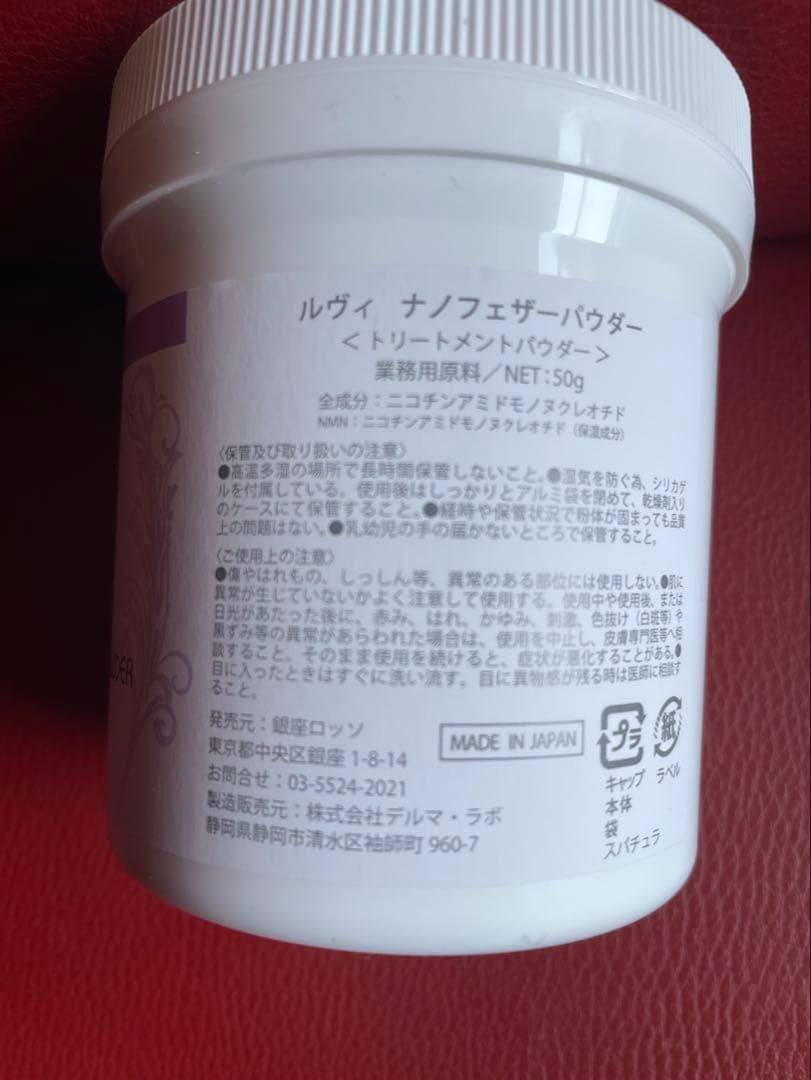 ルヴィ　ナノフェザーパウダー
＜トリートメントパウダー＞
業務用原料／NET：50g
全成分：ニコチンアミドモノヌクレオチド
NMN：ニコチンアミドモノヌクレオチド（保湿成分）
〈保管及び取り扱いの注意〉
●高温多湿の場所で長時間保管しないこと。●湿気を防ぐ為、シリカゲ
ルを付属している。使用後はしっかりとアルミ袋を閉めて、乾燥剤入り
のケースにて保管すること。●経時や保管状況で粉体が固まっても品質
上の問題はない。●乳幼児の手の届かないところで保管すること。
〈ご使用上の注意〉
●傷やはれもの、しっしん等、異常のある部位には使用しない。●肌に
異常が生じていないかよく注意して使用する。使用中や使用後、または
日光があたった後に、赤み、はれ、かゆみ、刺激、色抜け（白斑等）や
黒ずみ等の異常があらわれた場合は、使用を中止し、皮膚専門医等へ相
談すること。そのまま使用を続けると、症状が悪化することがある。●
目に入ったときはすぐに洗い流す。目に異物感が残る時は医師に相談す
ること。
発売元：銀座ロッソ
東京都中央区銀座 1-8-14
お問合せ：03-5524-2021
製造販売元：株式会社デルマ・ラボ
静岡県静岡市清水区袖師町 960-7
MADE IN JAPAN
プラ
紙
キャップ
ラベル
本体
袋
スパチュラ